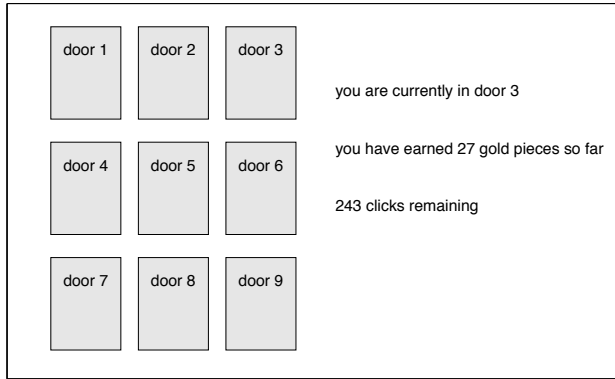 door 1 door 2 door 3
you are currently in door 3
you have earned 27 gold pieces so far
door 4 door 5 door 6
243 clicks remaining
door 7 door 8 door 9